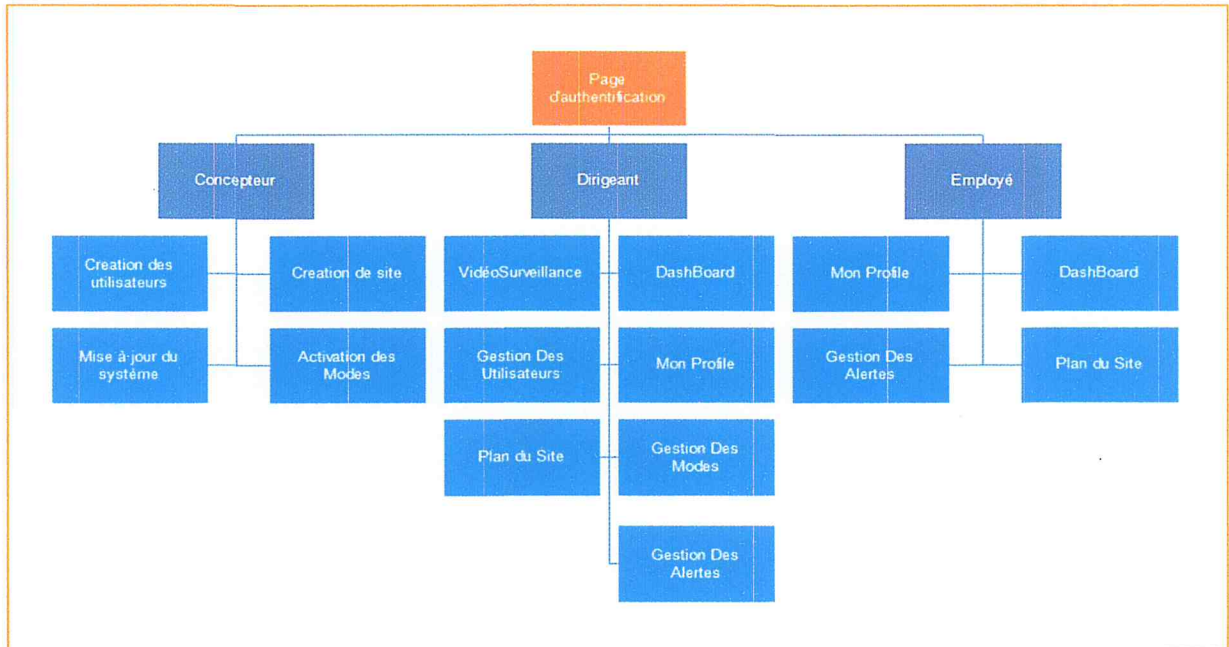 Page
d'authentification
Concepteur
Dirigeant
Employé
Creation des
utilisateurs
Creation de site
VidéoSurveillance
DashBoard
Mon Profile
DashBoard
Mise à-jour du
système
Activation des
Modes
Gestion Des
Utilisateurs
Mon Profile
Gestion Des
Alertes
Plan du Site
Plan du Site
Gestion Des
Modes
Gestion Des
Alertes